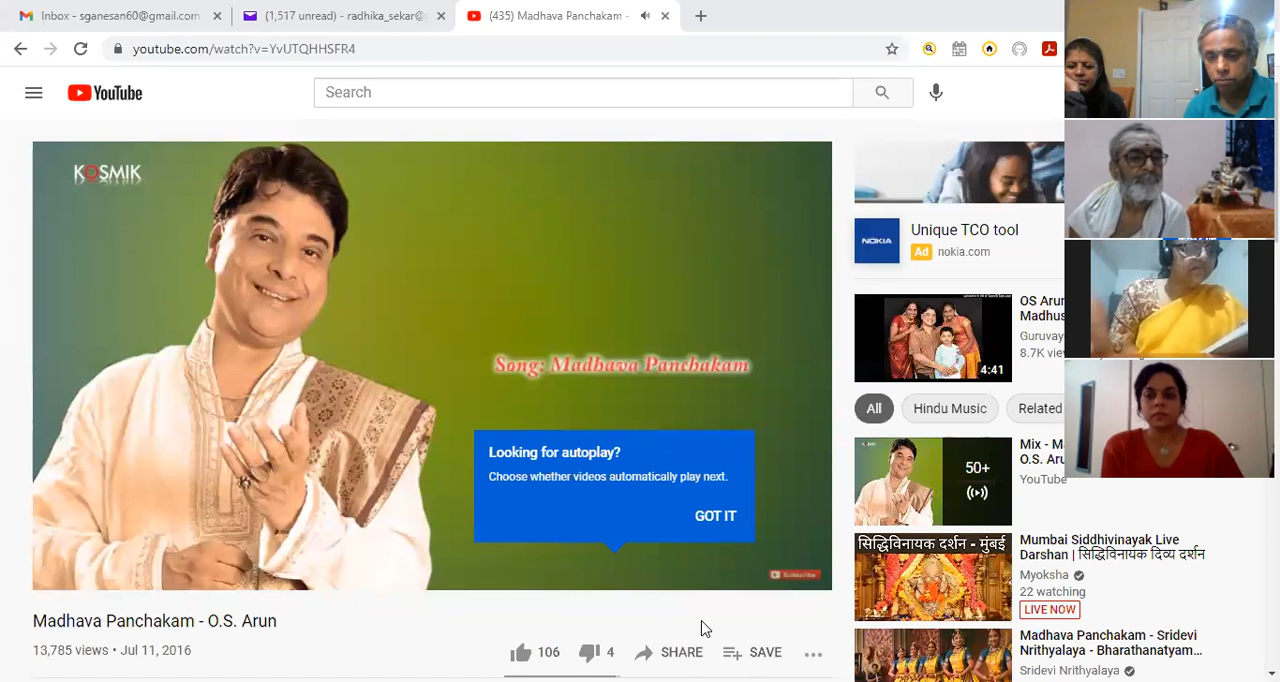 Inbox - sganesan60@gmail.com
(1,517 unread) - radhika_sekar@
(435) Madhava Panchakam -
youtube.com/watch?v=YvUTQHHSFR4
YouTube
Search
KOSMIK
Song: Madhava Panchakam
Looking for autoplay?
Choose whether videos automatically play next.
GOT IT
Subscribe
Madhava Panchakam - O.S. Arun
13,785 views • Jul 11, 2016
106
4
SHARE
SAVE
NOKIA
Unique TCO tool
Ad nokia.com
4:41
OS Arun
Madhus
Guruvay
8.7K vie
All
Hindu Music
Related
50+
Mix - M
O.S. Aru
YouTube
सिद्धिविनायक दर्शन - मुंबई
Mumbai Siddhivinayak Live
Darshan | सिद्धिविनायक दिव्य दर्शन
Myoksha
22 watching
LIVE NOW
Madhava Panchakam - Sridevi
Nrithyalaya - Bharathanatyam...
Sridevi Nrithyalaya